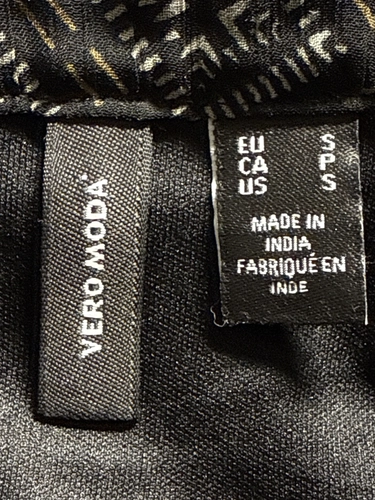 VERO MODA
EU S
CA P
US S
MADE IN
INDIA
FABRIQUÉ EN
INDE